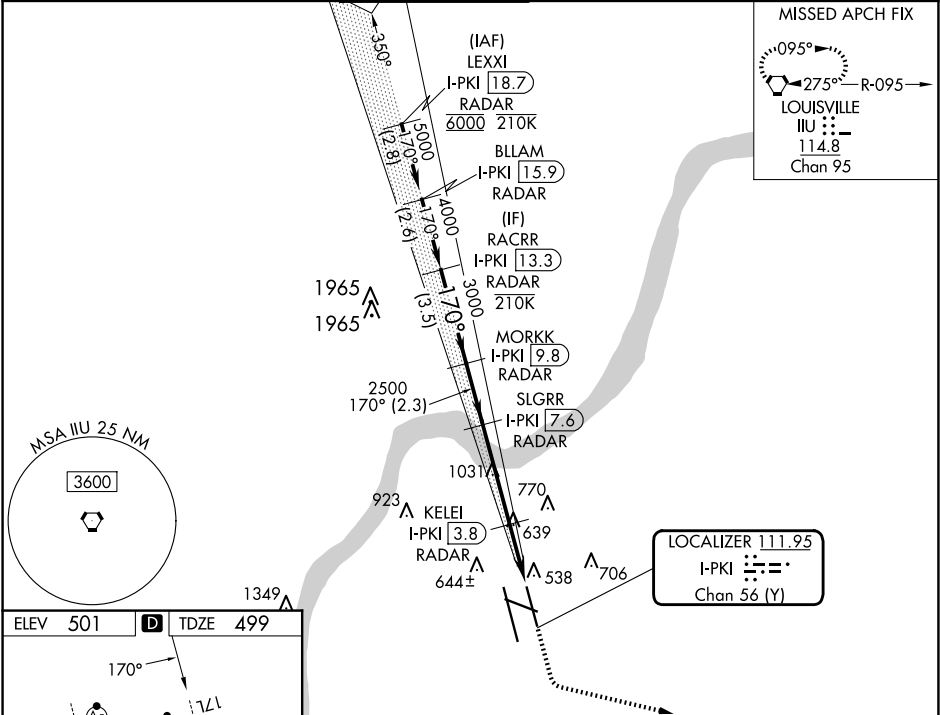 MISSED APCH FIX
095°
275°
R-095
LOUISVILLE
IIU
114.8
Chan 95
350°
(IAF)
LEXXI
I-PKI 18.7
RADAR
6000 210K
5000
170°
(2.8)
BLLAM
I-PKI 15.9
RADAR
4000
170°
(2.6)
(IF)
RACRR
I-PKI 13.3
RADAR
210K
3000
170°
(3.5)
1965
1965
MORKK
I-PKI 9.8
RADAR
2500
170° (2.3)
SLGRR
I-PKI 7.6
RADAR
MSA IIU 25 NM
3600
1031
770
923
KELEI
I-PKI 3.8
RADAR
639
644±
538
706
LOCALIZER 111.95
I-PKI
Chan 56 (Y)
1349
ELEV 501 D TDZE 499
170°
17L